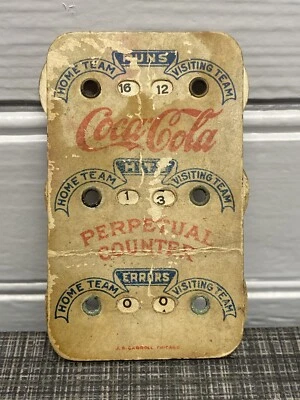 RUNS
HOME TEAM VISITING TEAM
16 12
Coca-Cola
HITS
HOME TEAM VISITING TEAM
1 3
PERPETUAL
COUNTER
ERRORS
HOME TEAM VISITING TEAM
0 0
CHICAGO